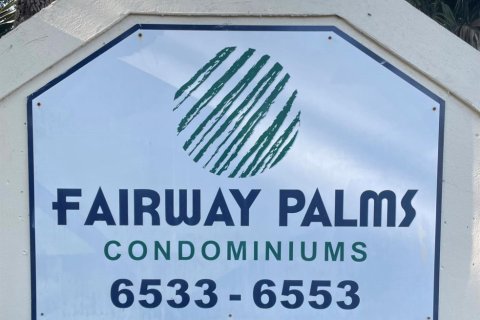 FAIRWAY PALMS
CONDOMINIUMS
6533 - 6553